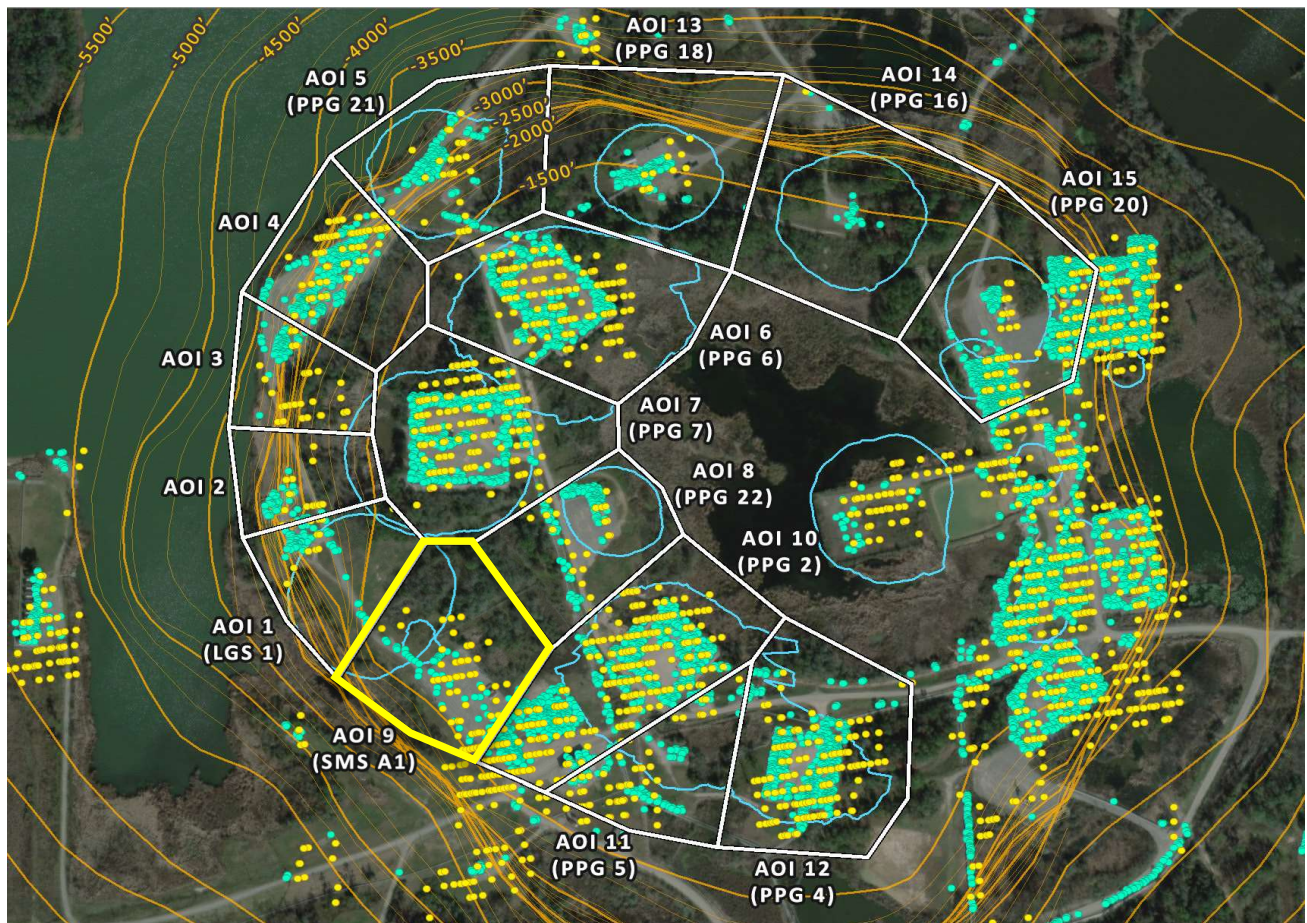 -5500'
-5000'
-4500'
-4000'
-3500'
-3000'
-2500'
-2000'
-1500'
AOI 13
(PPG 18)
AOI 5
(PPG 21)
AOI 14
(PPG 16)
AOI 15
(PPG 20)
AOI 4
AOI 3
AOI 6
(PPG 6)
AOI 7
(PPG 7)
AOI 2
AOI 8
(PPG 22)
AOI 10
(PPG 2)
AOI 1
(LGS 1)
AOI 9
(SMS A1)
AOI 11
(PPG 5)
AOI 12
(PPG 4)